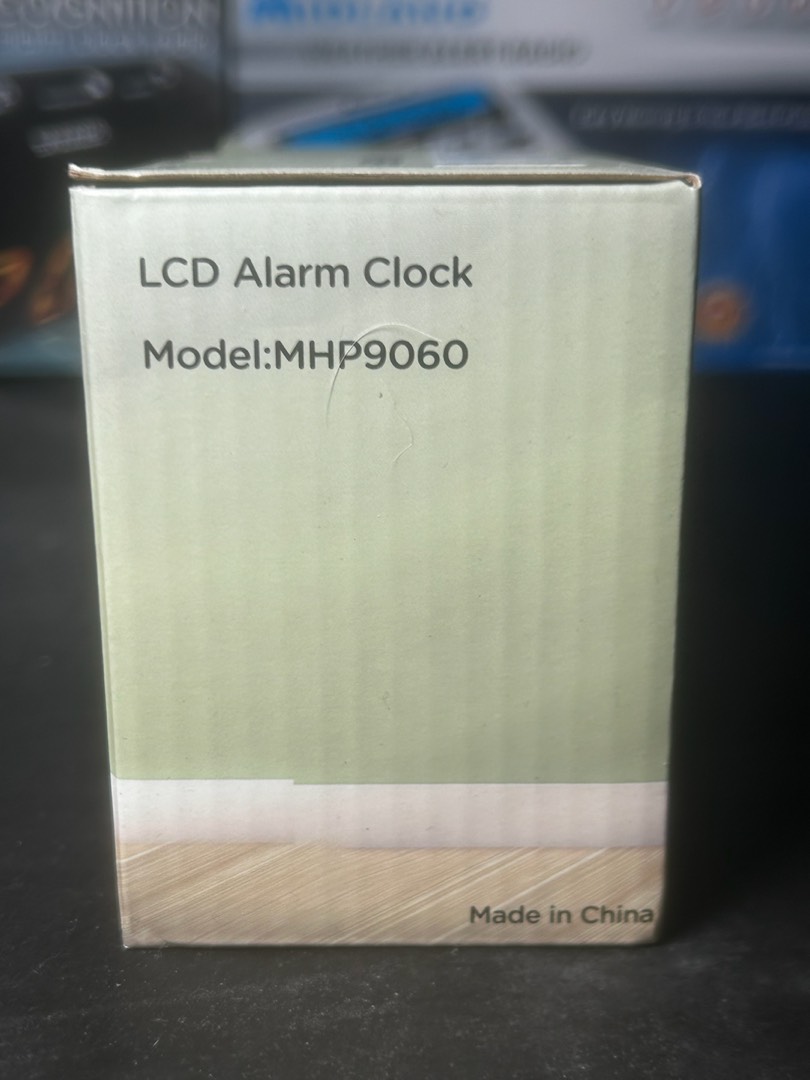 LCD Alarm Clock
Model:MHP9060
Made in China